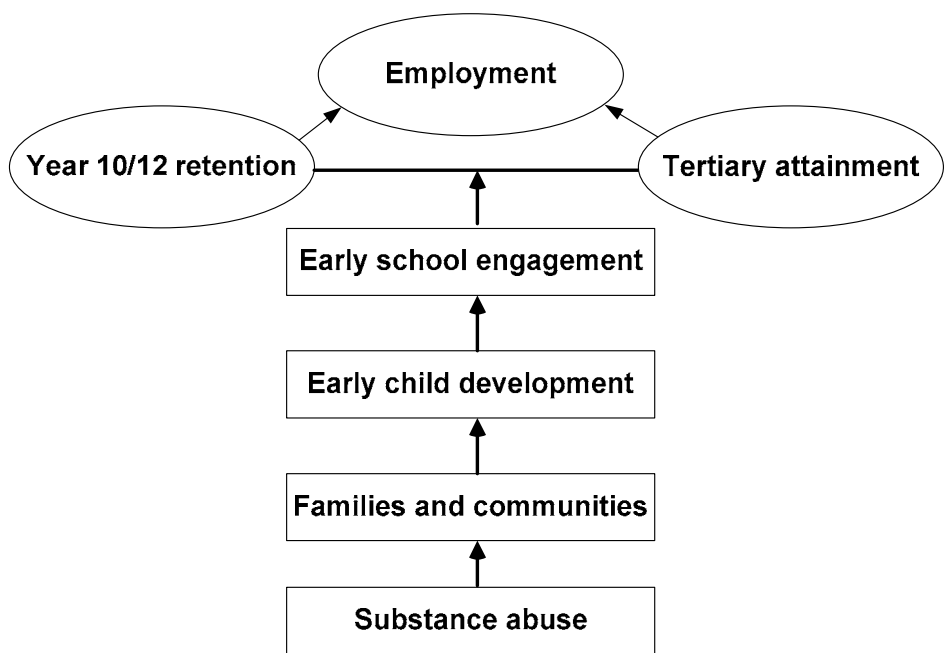 Employment
Year 10/12 retention
Tertiary attainment
Early school engagement
Early child development
Families and communities
Substance abuse